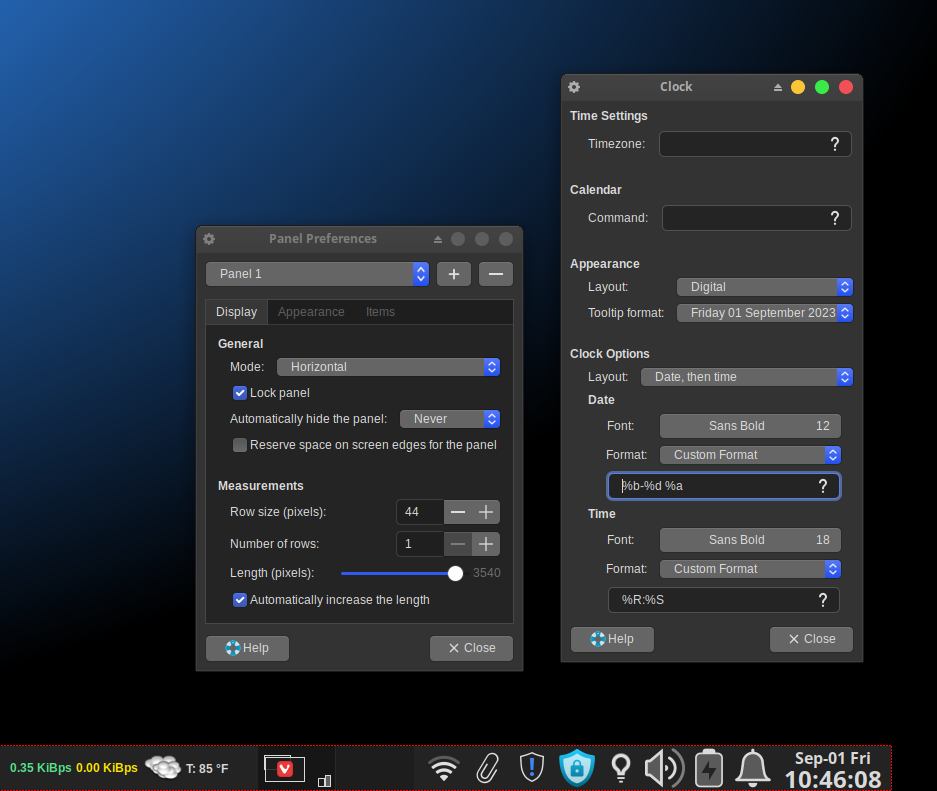 Clock
Time Settings
Timezone: ?
Calendar
Command: ?
Appearance
Layout: Digital
Tooltip format: Friday 01 September 2023
Clock Options
Layout: Date, then time
Date
Font: Sans Bold 12
Format: Custom Format
%b-%d %a ?
Time
Font: Sans Bold 18
Format: Custom Format
%R:%S ?
Help Close
Panel Preferences
Panel 1
Display Appearance Items
General
Mode: Horizontal
Lock panel
Automatically hide the panel: Never
Reserve space on screen edges for the panel
Measurements
Row size (pixels): 44
Number of rows: 1
Length (pixels): 3540
Automatically increase the length
Help Close
0.35 KiBps 0.00 KiBps T: 85 °F
Sep-01 Fri
10:46:08